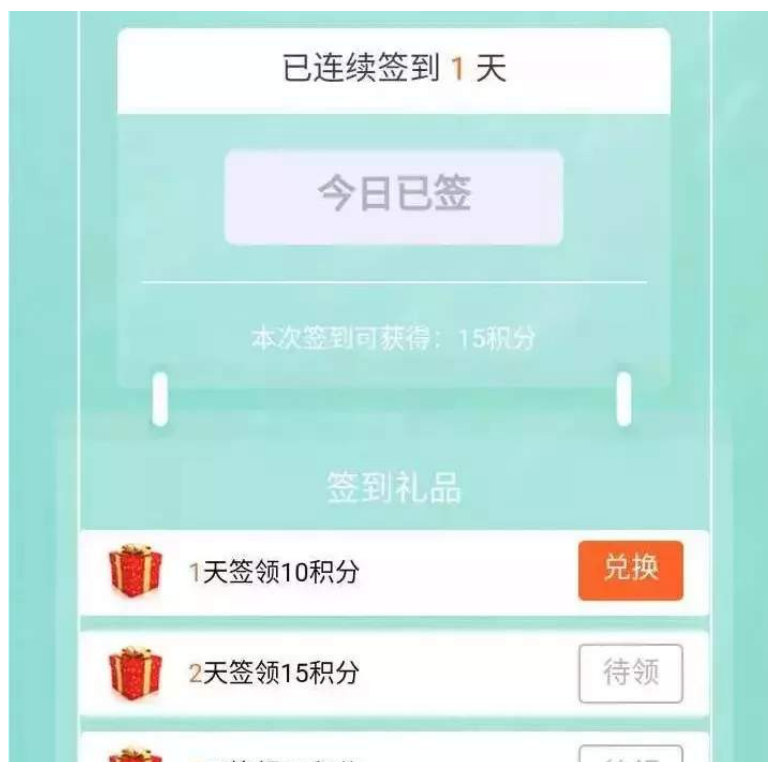 已连续签到 1 天
今日已签
本次签到可获得：15积分
签到礼品
1天签领10积分
兑换
2天签领15积分
待领